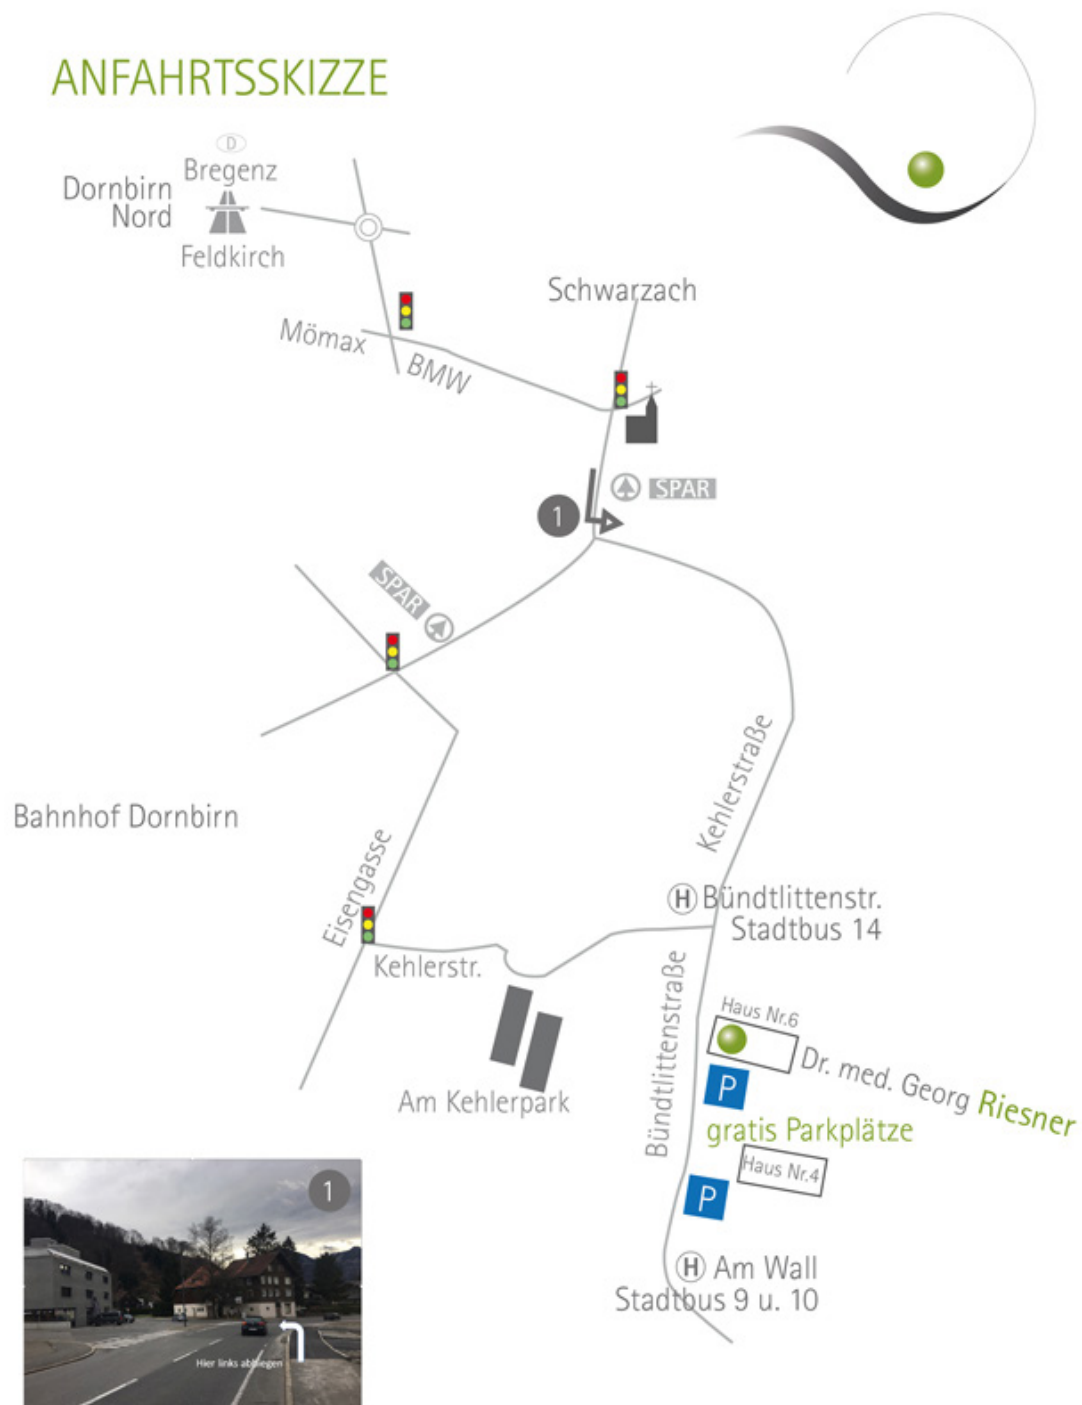 ANFAHRTSSKIZZE
D
Bregenz
Dornbirn
Nord
Feldkirch
Schwarzach
Mömax
BMW
SPAR
1
SPAR
Kehlerstraße
Bahnhof Dornbirn
Eisengasse
H Bündtlittenstr.
Stadtbus 14
Kehlerstr.
Bündtlittenstraße
Haus Nr.6
Dr. med. Georg Riesner
P
Am Kehlerpark
gratis Parkplätze
Haus Nr.4
P
1
H Am Wall
Stadtbus 9 u. 10
Hier links abbiegen